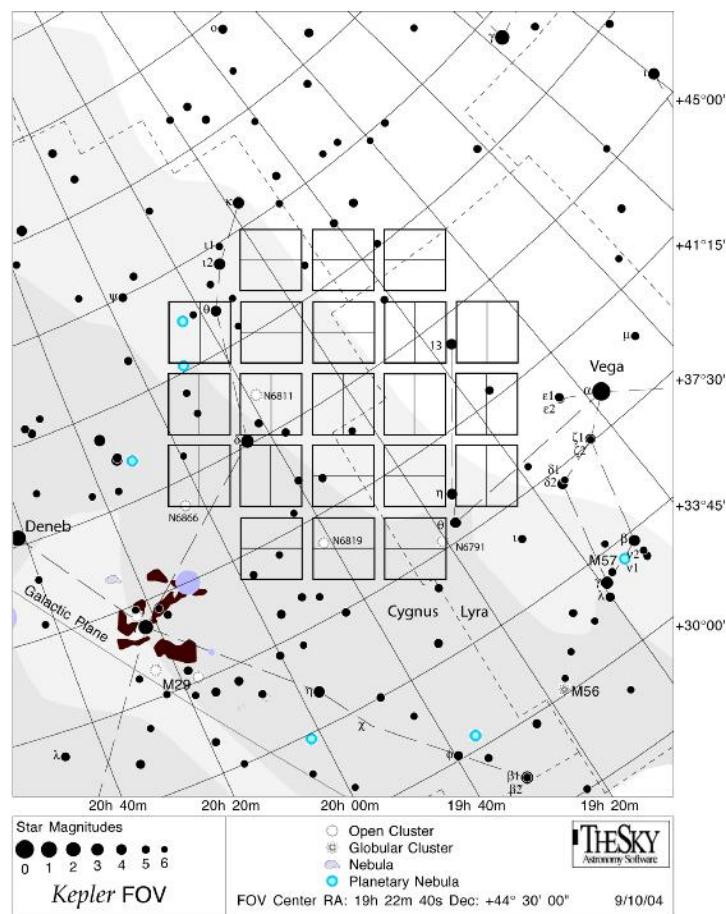 ο
γ
ι
+45°00'
κ
+41°15'
ι1
ι2
ψ
θ
13
μ
+37°30'
Vega
α
ε1
ε2
N6811
ζ1
ζ2
δ
δ1
δ2
+33°45'
η
N6866
Deneb
θ
N6819
N6791
ι
β
M57
ν2
ν1
γ
λ
Galactic Plane
Cygnus
Lyra
+30°00'
M29
η
M56
χ
λ
φ
β1
β2
20h 40m
20h 20m
20h 00m
19h 40m
19h 20m
Star Magnitudes
0 1 2 3 4 5 6
Kepler FOV
Open Cluster
Globular Cluster
Nebula
Planetary Nebula
THESKY
Astronomy Software
FOV Center RA: 19h 22m 40s Dec: +44° 30' 00"
9/10/04